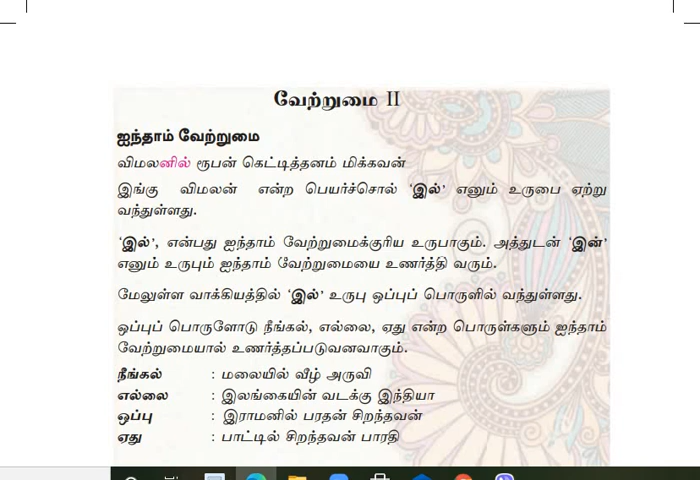 வேற்றுமை II
ஐந்தாம் வேற்றுமை
விமலனில் ரூபன் கெட்டித்தனம் மிக்கவன்
இங்கு விமலன் என்ற பெயர்ச்சொல் ‘இல்’ எனும் உருபை ஏற்று
வந்துள்ளது.
‘இல்’, என்பது ஐந்தாம் வேற்றுமைக்குரிய உருபாகும். அத்துடன் ‘இன்’
எனும் உருபும் ஐந்தாம் வேற்றுமையை உணர்த்தி வரும்.
மேலுள்ள வாக்கியத்தில் ‘இல்’ உருபு ஒப்புப் பொருளில் வந்துள்ளது.
ஒப்புப் பொருளோடு நீங்கல், எல்லை, ஏது என்ற பொருள்களும் ஐந்தாம்
வேற்றுமையால் உணர்த்தப்படுவனவாகும்.
நீங்கல் : மலையில் வீழ் அருவி
எல்லை : இலங்கையின் வடக்கு இந்தியா
ஒப்பு : இராமனில் பரதன் சிறந்தவன்
ஏது : பாட்டில் சிறந்தவன் பாரதி